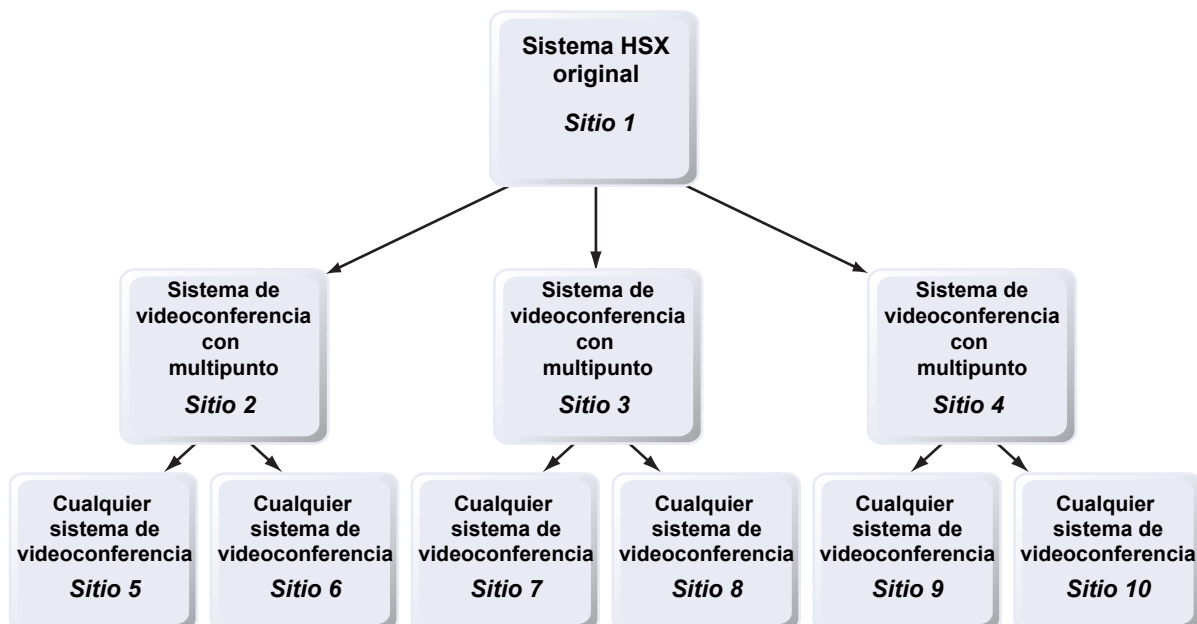 Sistema HSX
original
Sitio 1
Sistema de
videoconferencia
con
multipunto
Sitio 2
Sistema de
videoconferencia
con
multipunto
Sitio 3
Sistema de
videoconferencia
con
multipunto
Sitio 4
Cualquier
sistema de
videoconferencia
Sitio 5
Cualquier
sistema de
videoconferencia
Sitio 6
Cualquier
sistema de
videoconferencia
Sitio 7
Cualquier
sistema de
videoconferencia
Sitio 8
Cualquier
sistema de
videoconferencia
Sitio 9
Cualquier
sistema de
videoconferencia
Sitio 10